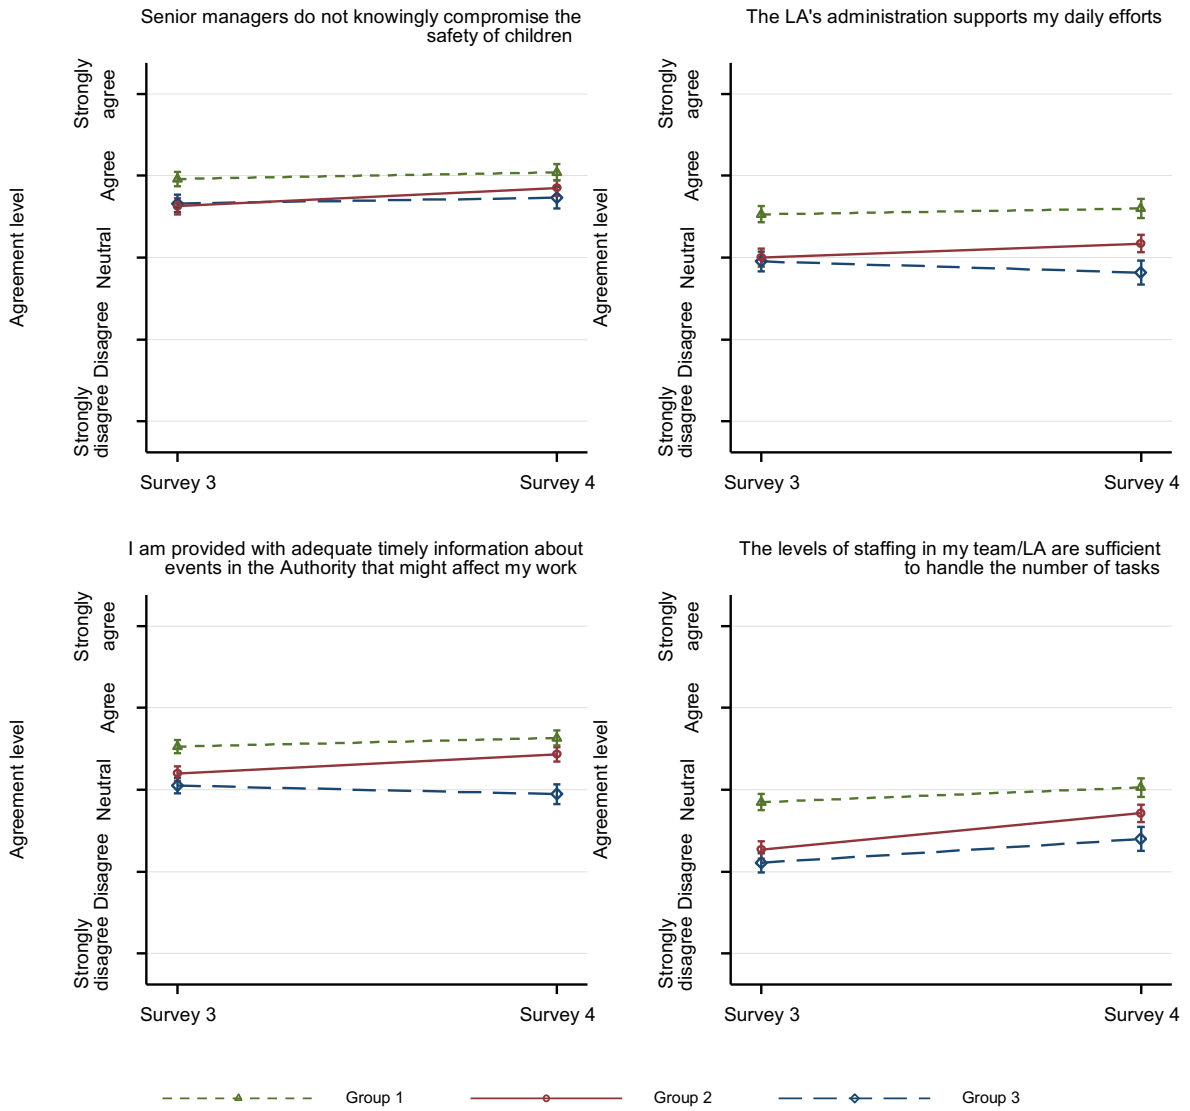 Senior managers do not knowingly compromise the
safety of children
Agreement level
Strongly
agree
Agree
Neutral
Disagree
Strongly
disagree
Survey 3
Survey 4
The LA's administration supports my daily efforts
Agreement level
Strongly
agree
Agree
Neutral
Disagree
Strongly
disagree
Survey 3
Survey 4
I am provided with adequate timely information about
events in the Authority that might affect my work
Agreement level
Strongly
agree
Agree
Neutral
Disagree
Strongly
disagree
Survey 3
Survey 4
The levels of staffing in my team/LA are sufficient
to handle the number of tasks
Agreement level
Strongly
agree
Agree
Neutral
Disagree
Strongly
disagree
Survey 3
Survey 4
Group 1
Group 2
Group 3